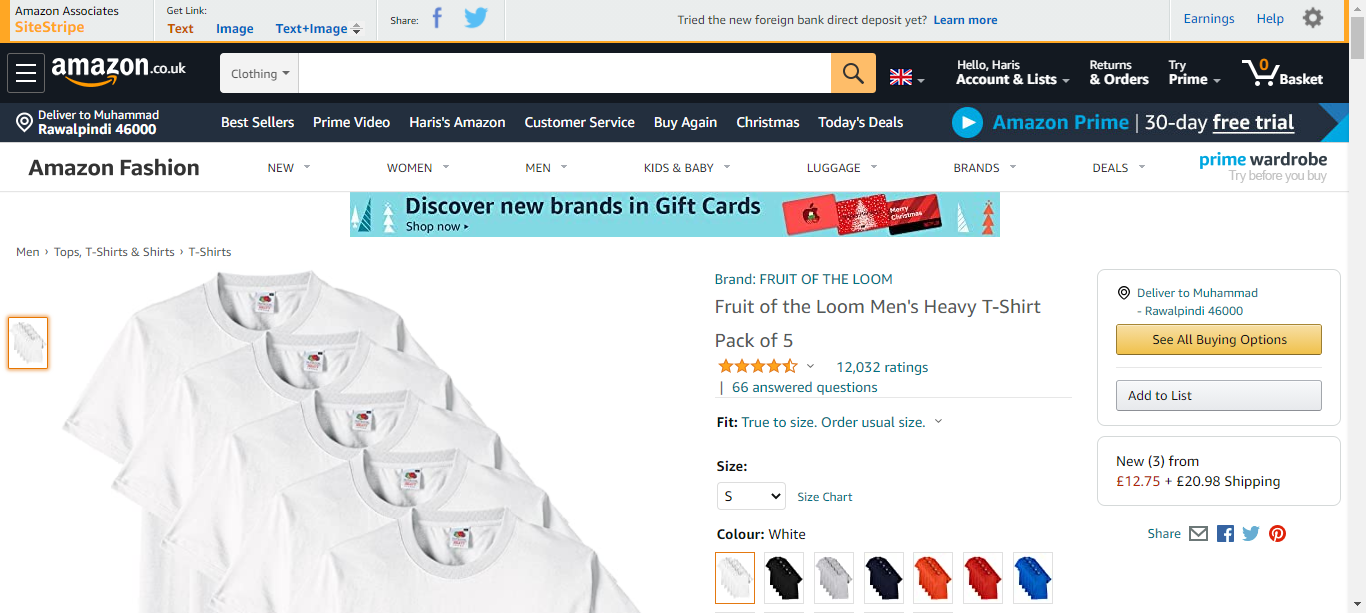 Amazon Associates
SiteStripe
Get Link:
Text Image Text+Image
Share:
Tried the new foreign bank direct deposit yet? Learn more
Earnings Help
amazon.co.uk
Clothing
Hello, Haris
Account & Lists
Returns
& Orders
Try
Prime
0
Basket
Deliver to Muhammad
Rawalpindi 46000
Best Sellers Prime Video Haris's Amazon Customer Service Buy Again Christmas Today's Deals
Amazon Prime | 30-day free trial
Amazon Fashion
NEW WOMEN MEN KIDS & BABY LUGGAGE BRANDS DEALS
prime wardrobe
Try before you buy
Discover new brands in Gift Cards
Shop now ▸
Merry
Christmas
Men › Tops, T-Shirts & Shirts › T-Shirts
Brand: FRUIT OF THE LOOM
Fruit of the Loom Men's Heavy T-Shirt
Pack of 5
12,032 ratings
| 66 answered questions
Fit: True to size. Order usual size.
Size:
S
Size Chart
Colour: White
Deliver to Muhammad
- Rawalpindi 46000
See All Buying Options
Add to List
New (3) from
£12.75 + £20.98 Shipping
Share